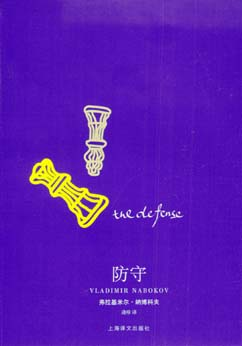 the defense
防守
VLADIMIR NABOKOV
弗拉基米尔·纳博科夫
逢珍 译
上海译文出版社